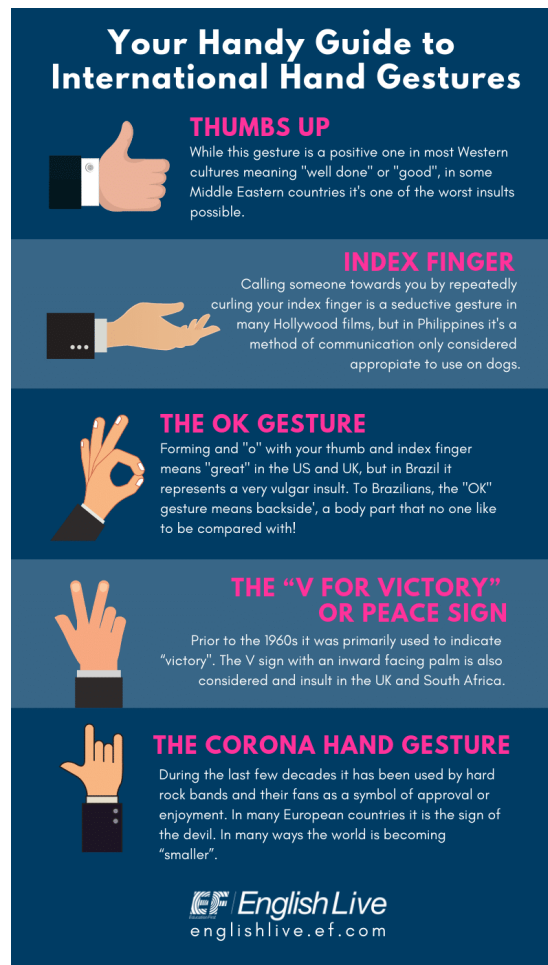 Your Handy Guide to
International Hand Gestures
THUMBS UP
While this gesture is a positive one in most Western
cultures meaning "well done" or "good", in some
Middle Eastern countries it's one of the worst insults
possible.
INDEX FINGER
Calling someone towards you by repeatedly
curling your index finger is a seductive gesture in
many Hollywood films, but in Philippines it's a
method of communication only considered
appropiate to use on dogs.
THE OK GESTURE
Forming and "o" with your thumb and index finger
means "great" in the US and UK, but in Brazil it
represents a very vulgar insult. To Brazilians, the "OK"
gesture means backside', a body part that no one like
to be compared with!
THE “V FOR VICTORY”
OR PEACE SIGN
Prior to the 1960s it was primarily used to indicate
“victory". The V sign with an inward facing palm is also
considered and insult in the UK and South Africa.
THE CORONA HAND GESTURE
During the last few decades it has been used by hard
rock bands and their fans as a symbol of approval or
enjoyment. In many European countries it is the sign of
the devil. In many ways the world is becoming
“smaller”.
EF English Live
Education First
englishlive.ef.com